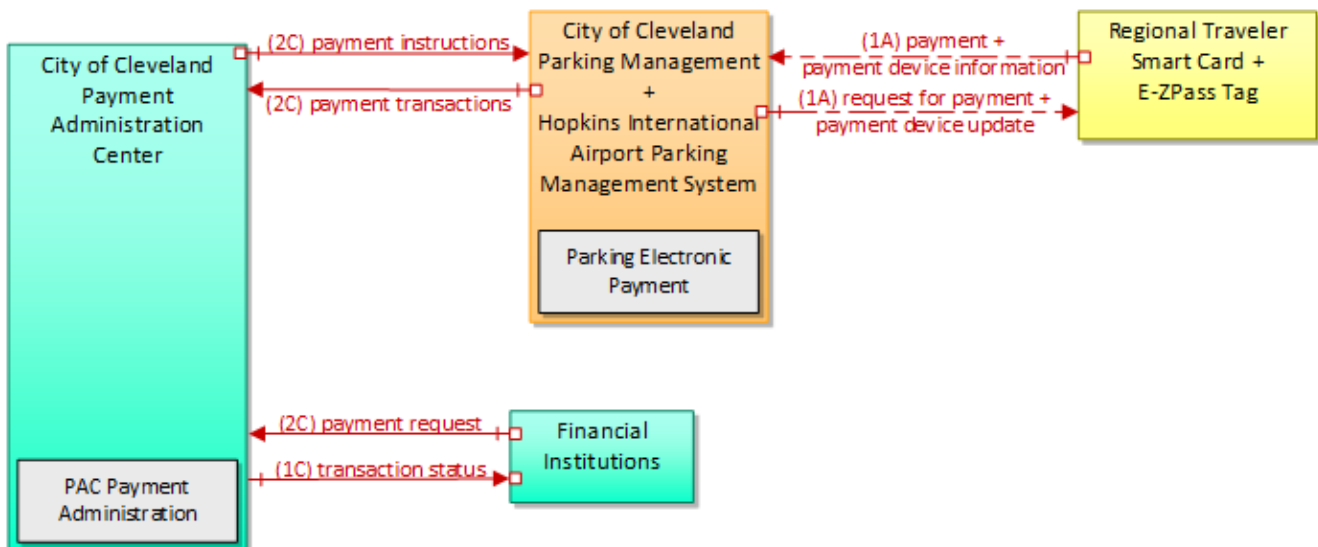 City of Cleveland
Payment
Administration
Center
(2C) payment instructions
(2C) payment transactions
City of Cleveland
Parking Management
+
Hopkins International
Airport Parking
Management System
Parking Electronic
Payment
(1A) payment +
payment device information
(1A) request for payment +
payment device update
Regional Traveler
Smart Card +
E-ZPass Tag
(2C) payment request
(1C) transaction status
Financial
Institutions
PAC Payment
Administration